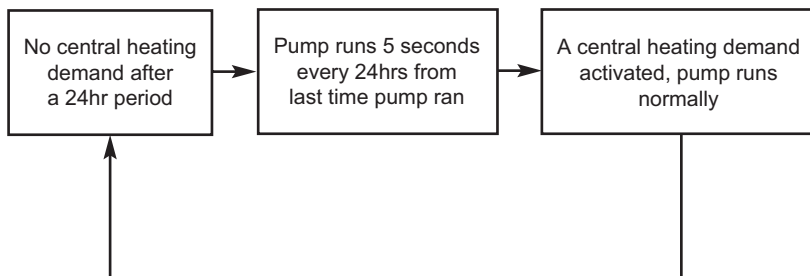 No central heating
demand after
a 24hr period
Pump runs 5 seconds
every 24hrs from
last time pump ran
A central heating demand
activated, pump runs
normally